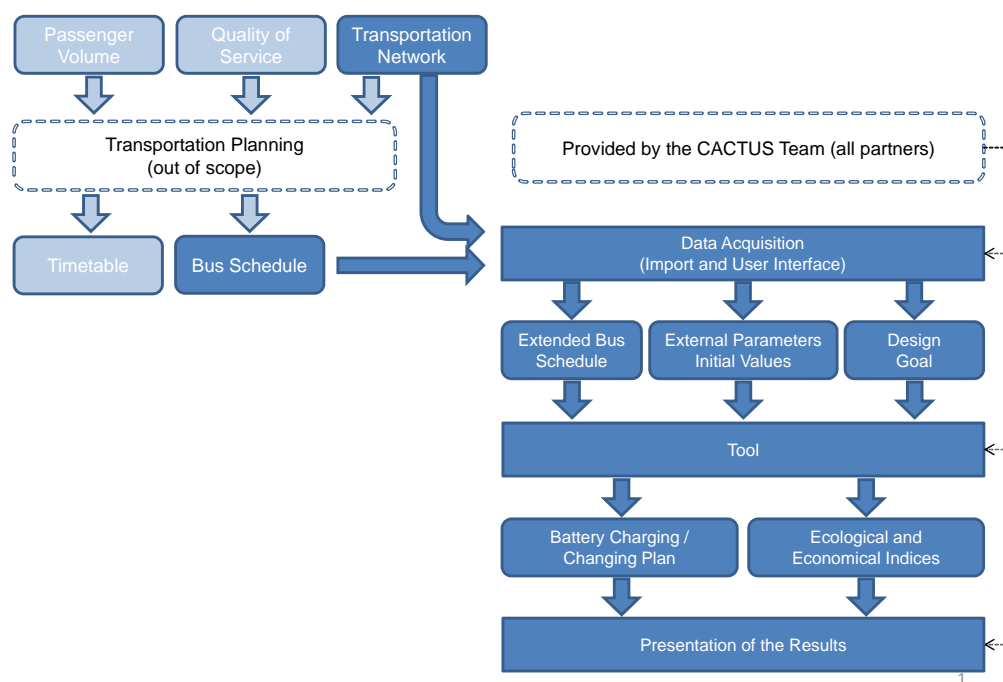 Passenger
Volume
Quality of
Service
Transportation
Network
Transportation Planning
(out of scope)
Provided by the CACTUS Team (all partners)
Timetable
Bus Schedule
Data Acquisition
(Import and User Interface)
Extended Bus
Schedule
External Parameters
Initial Values
Design
Goal
Tool
Battery Charging /
Changing Plan
Ecological and
Economical Indices
Presentation of the Results
1